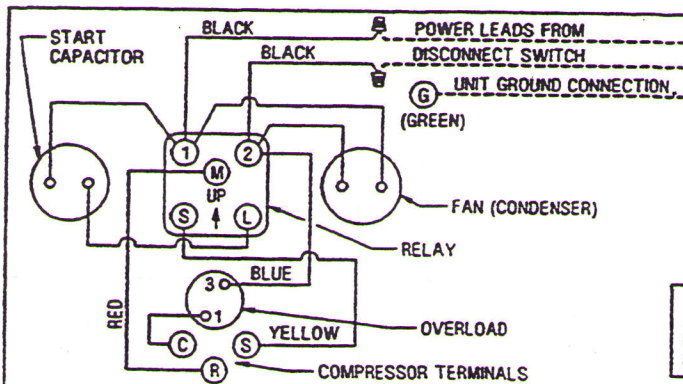 START
CAPACITOR
BLACK
POWER LEADS FROM
BLACK
DISCONNECT SWITCH
G
UNIT GROUND CONNECTION.
(GREEN)
1
2
M
UP
S
L
FAN (CONDENSER)
RELAY
BLUE
RED
3
1
OVERLOAD
YELLOW
C
S
R
COMPRESSOR TERMINALS